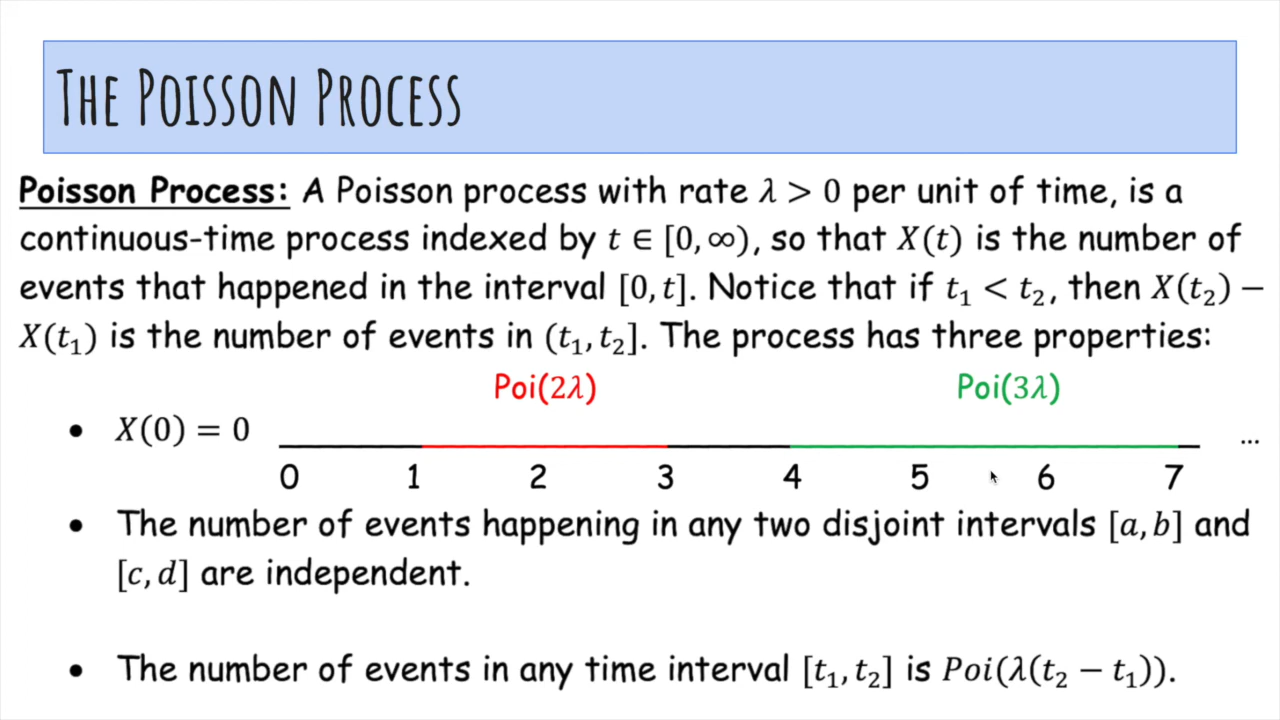 THE POISSON PROCESS
Poisson Process: A Poisson process with rate λ > 0 per unit of time, is a
continuous-time process indexed by t ∈ [0, ∞), so that X(t) is the number of
events that happened in the interval [0, t]. Notice that if t₁ < t₂, then X(t₂) −
X(t₁) is the number of events in (t₁, t₂]. The process has three properties:
Poi(2λ) Poi(3λ)
• X(0) = 0 ...
0 1 2 3 4 5 6 7
• The number of events happening in any two disjoint intervals [a, b] and
[c, d] are independent.
• The number of events in any time interval [t₁, t₂] is Poi(λ(t₂ − t₁)).